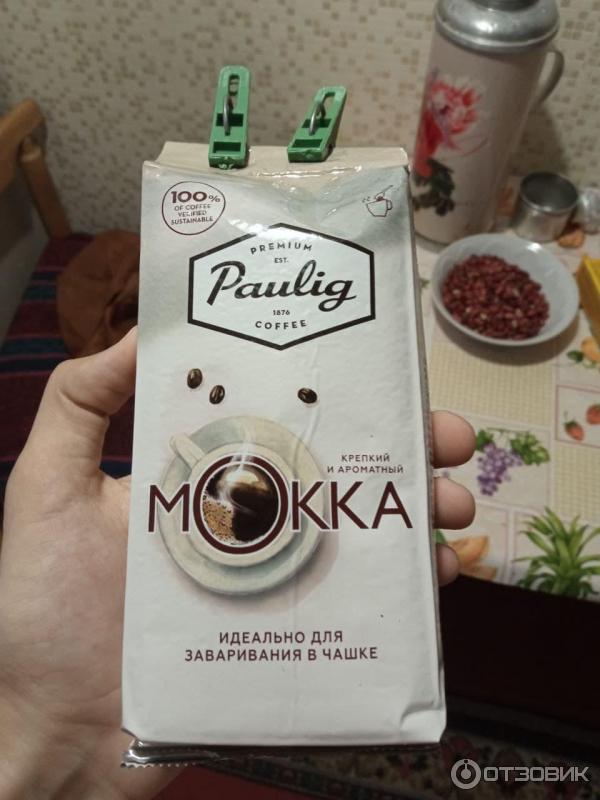 100%
OF COFFEE
VERIFIED
SUSTAINABLE
PREMIUM
EST.
Paulig
1876
COFFEE
КРЕПКИЙ
И АРОМАТНЫЙ
МОККА
ИДЕАЛЬНО ДЛЯ
ЗАВАРИВАНИЯ В ЧАШКЕ
ОТЗОВИК